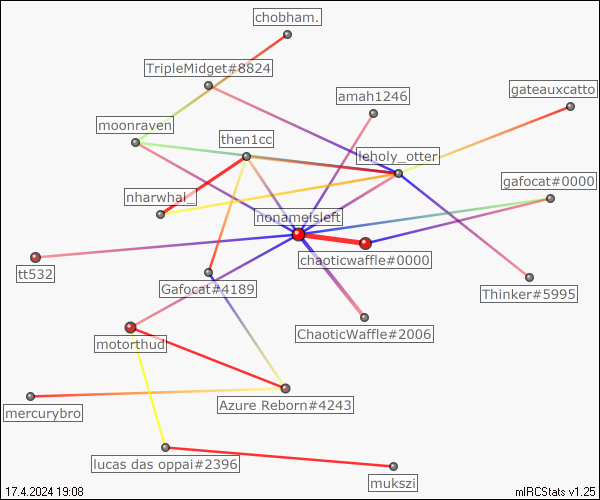 chobham.
TripleMidget#8824
gateauxcatto
amah1246
moonraven
then1cc
leholy_otter
gafocat#0000
nharwhal_
nonameisleft
chaoticwaffle#0000
tt532
Gafocat#4189
Thinker#5995
motorthud
ChaoticWaffle#2006
mercurybro
Azure Reborn#4243
lucas das oppai#2396
mukszi
17.4.2024 19:08
mIRCStats v1.25